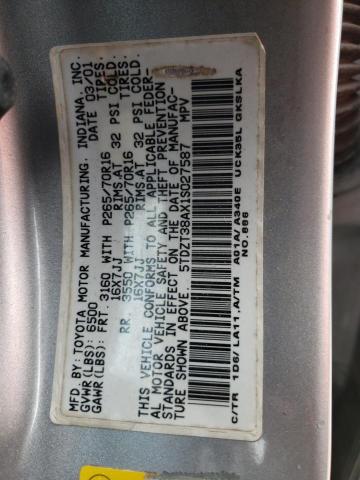 MFD. BY: TOYOTA MOTOR MANUFACTURING. INDIANA, INC.
GVWR(LBS): 6500 DATE 03/01
GAWR(LBS): FRT. 3160 WITH P265/70R16 TIRES,
16X7JJ RIMS, AT 32 PSI COLD.
RR. 3550 WITH P265/70R16 TIRES,
16X7JJ RIMS, AT 32 PSI COLD.
THIS VEHICLE CONFORMS TO ALL APPLICABLE FEDER-
AL MOTOR VEHICLE SAFETY AND THEFT PREVENTION
STANDARDS IN EFFECT ON THE DATE OF MANUFAC-
TURE SHOWN ABOVE. 5TDZT38AX1S027587 MPV
C/TR 1D6/LA11,A/TM A01A/A340E UCK35L GKSLKA
NO.886